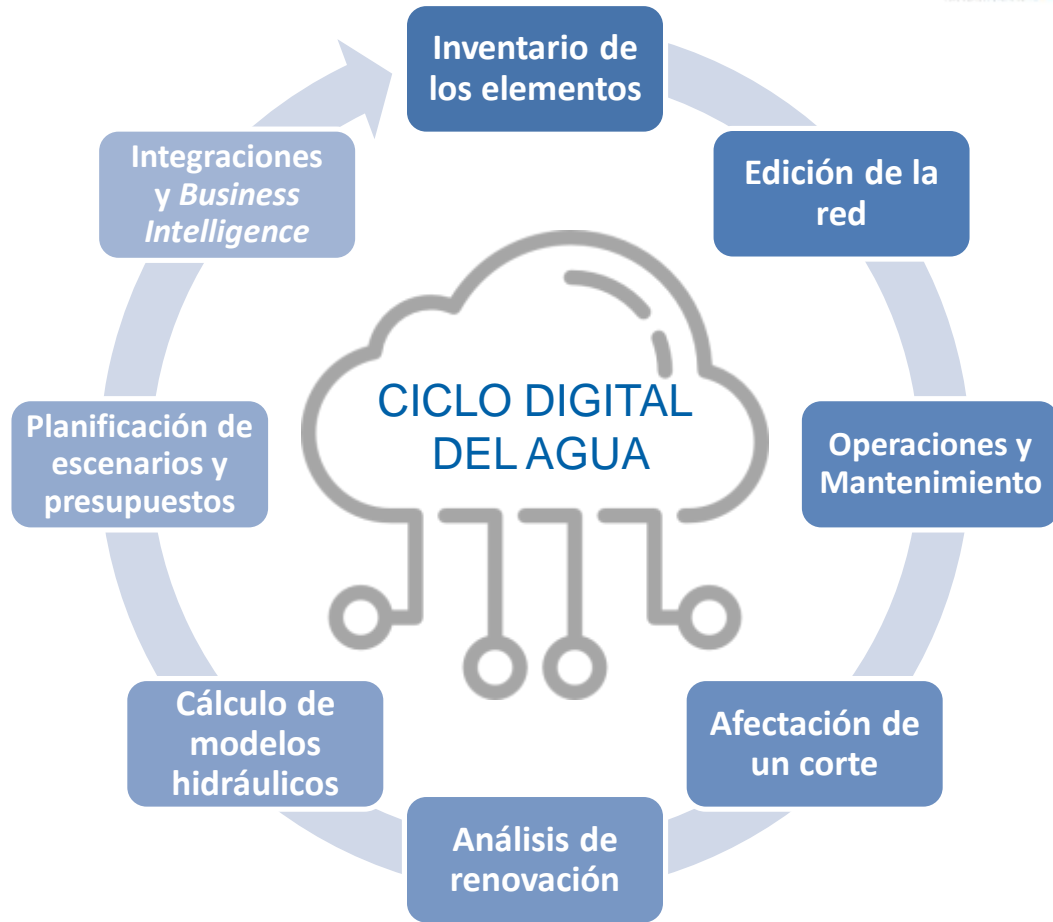 Inventario de
los elementos
Edición de la
red
Operaciones y
Mantenimiento
Afectación de
un corte
Análisis de
renovación
Cálculo de
modelos
hidráulicos
Planificación de
escenarios y
presupuestos
Integraciones
y Business
Intelligence
CICLO DIGITAL
DEL AGUA